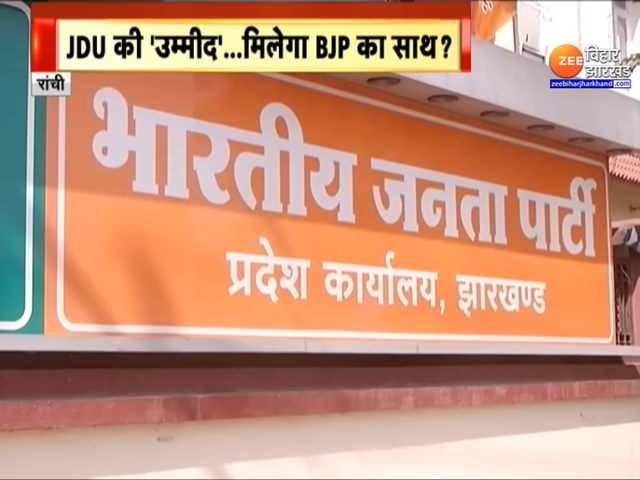 JDU की 'उम्मीद'...मिलेगा BJP का साथ?
रांची
ZEE बिहार झारखंड
zeebiharjharkhand.com
भारतीय जनता पार्टी
प्रदेश कार्यालय, झारखण्ड